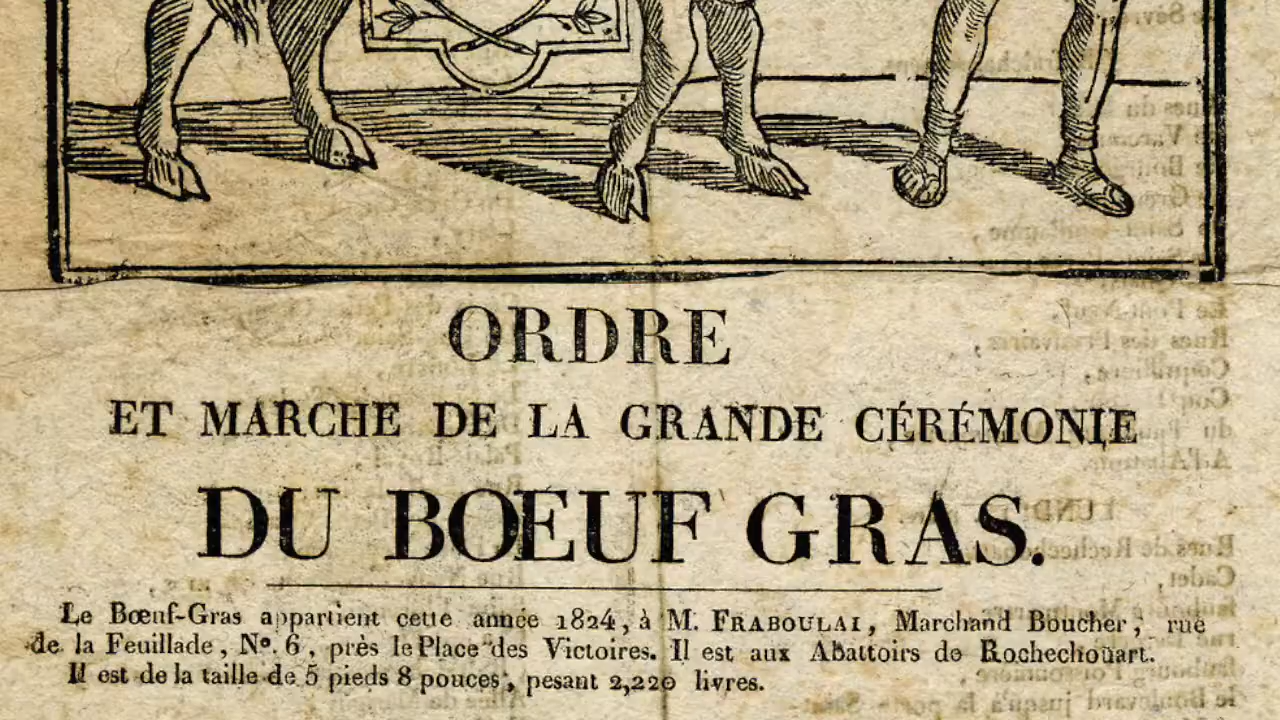 ORDRE
ET MARCHE DE LA GRANDE CÉRÉMONIE
DU BŒUF GRAS.
Le Bœuf-Gras appartient cette année 1824, à M. FRABOULAI, Marchand Boucher, rue
de la Feuillade, N°. 6, près le Place des Victoires. Il est aux Abattoirs de Rochechouart.
Il est de la taille de 5 pieds 8 pouces, pesant 2,220 livres.